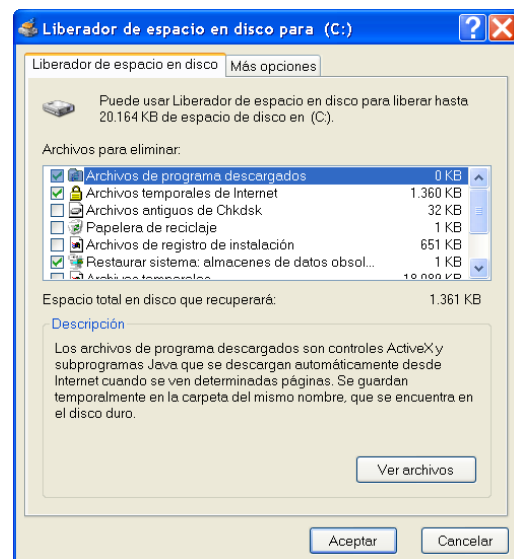 Liberador de espacio en disco para (C:)
Liberador de espacio en disco
Más opciones
Puede usar Liberador de espacio en disco para liberar hasta
20.164 KB de espacio de disco en (C:).
Archivos para eliminar:
Archivos de programa descargados 0 KB
Archivos temporales de Internet 1.360 KB
Archivos antiguos de Chkdsk 32 KB
Papelera de reciclaje 1 KB
Archivos de registro de instalación 651 KB
Restaurar sistema: almacenes de datos obsol... 1 KB
Archivos temporales 18.089 KB
Espacio total en disco que recuperará: 1.361 KB
Descripción
Los archivos de programa descargados son controles ActiveX y
subprogramas Java que se descargan automáticamente desde
Internet cuando se ven determinadas páginas. Se guardan
temporalmente en la carpeta del mismo nombre, que se encuentra en
el disco duro.
Ver archivos
Aceptar
Cancelar